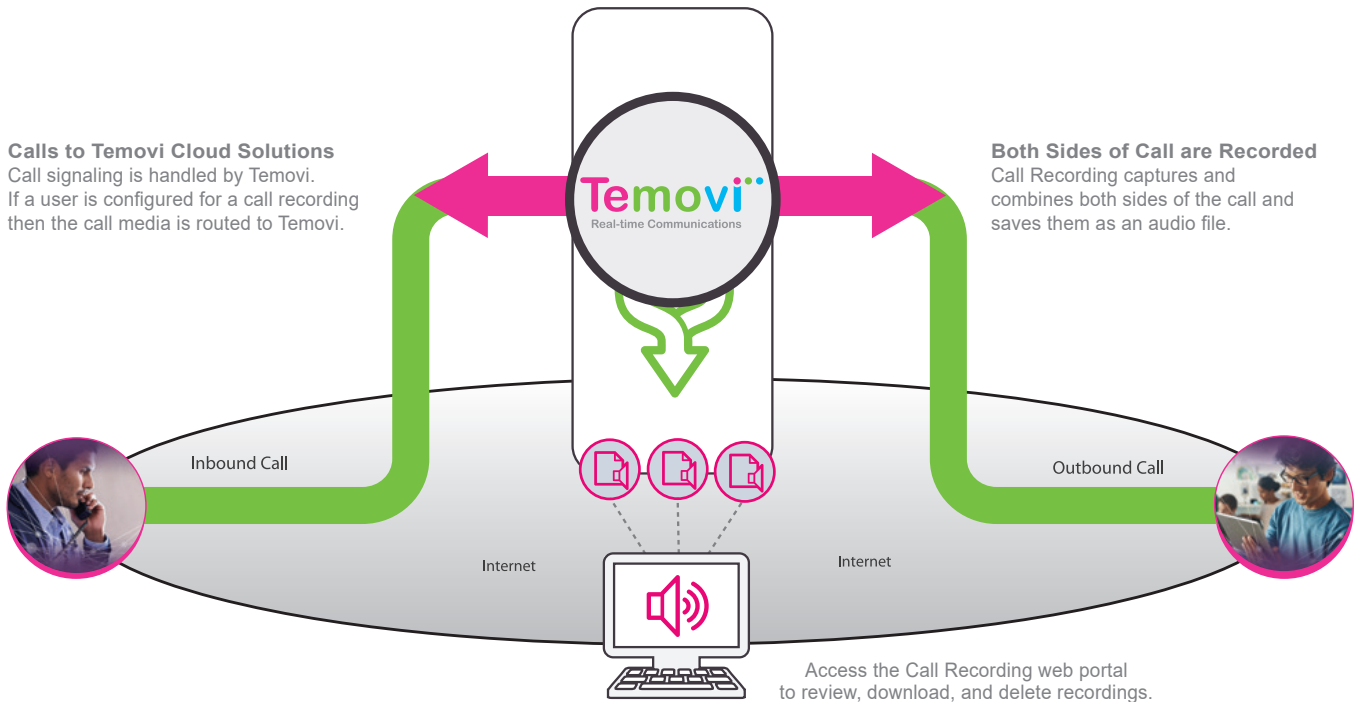 Calls to Temovi Cloud Solutions
Call signaling is handled by Temovi.
If a user is configured for a call recording
then the call media is routed to Temovi.
Temovi
Real-time Communications
Both Sides of Call are Recorded
Call Recording captures and
combines both sides of the call and
saves them as an audio file.
Inbound Call
Outbound Call
Internet
Internet
Access the Call Recording web portal
to review, download, and delete recordings.